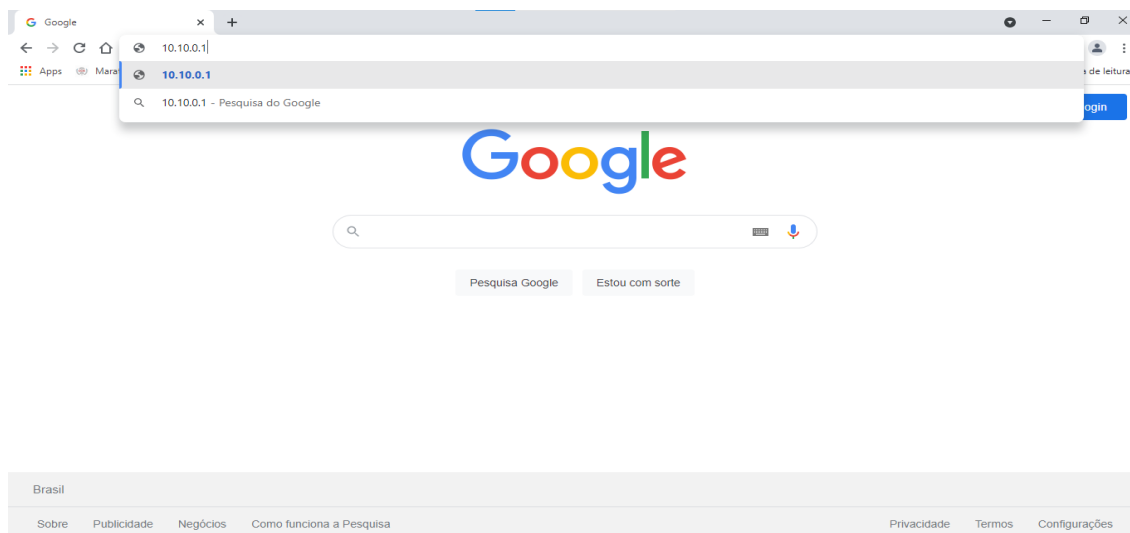 Google
10.10.0.1
Apps
10.10.0.1
10.10.0.1 - Pesquisa do Google
de leitura
Google
Pesquisa Google Estou com sorte
Brasil
Sobre Publicidade Negócios Como funciona a Pesquisa Privacidade Termos Configurações